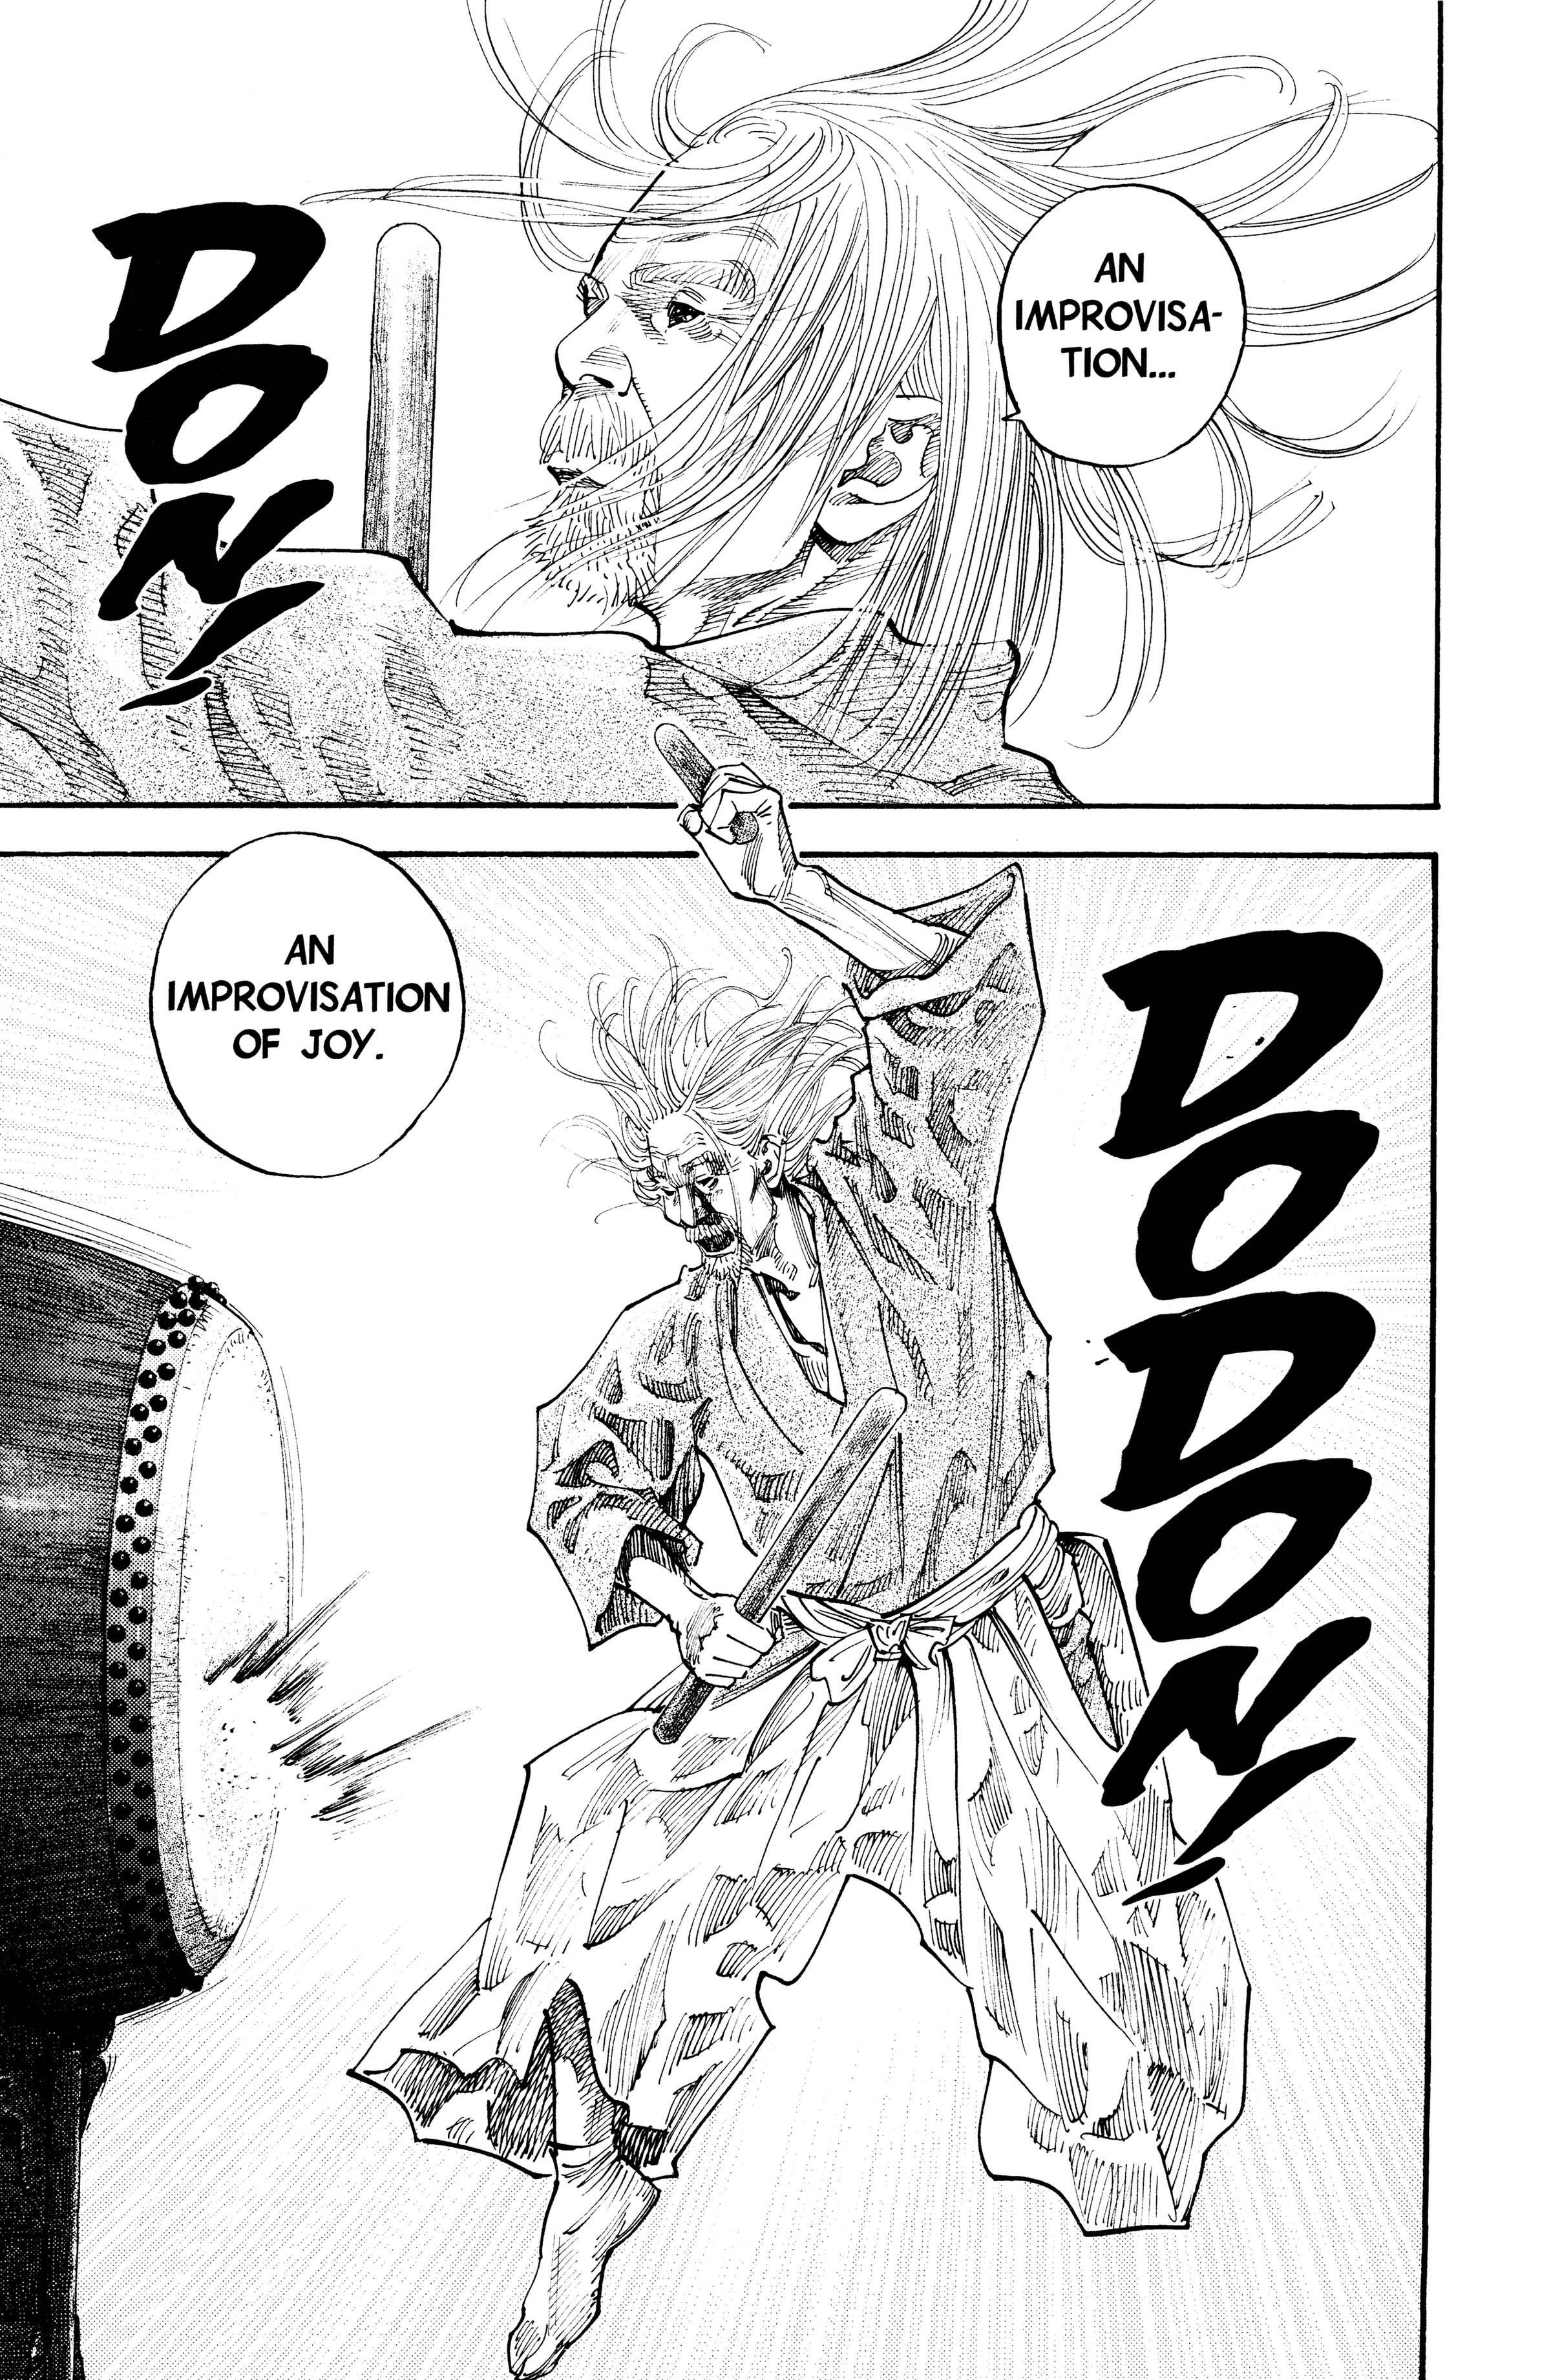 AN
IMPROVISA-
TION...
DON
AN
IMPROVISATION
OF JOY.
DODON